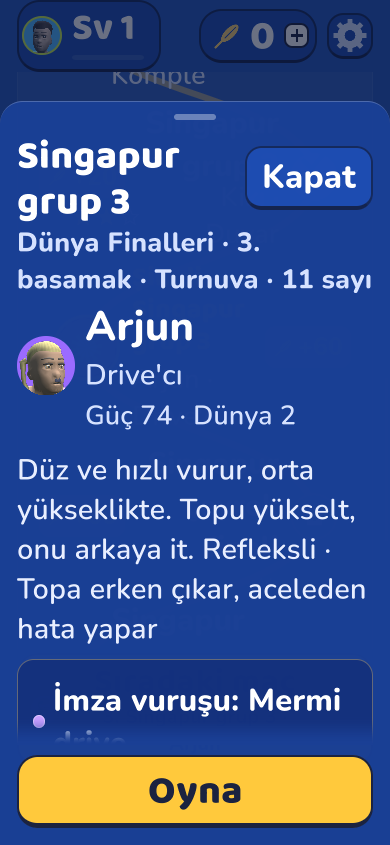 Sv 1
0
Komple
Singapur
grup 3
Kapat
Dünya Finalleri · 3.
basamak · Turnuva · 11 sayı
Arjun
Drive'cı
Güç 74 · Dünya 2
Düz ve hızlı vurur, orta
yükseklikte. Topu yükselt,
onu arkaya it. Refleksli ·
Topa erken çıkar, aceleden
hata yapar
İmza vuruşu: Mermi
drive
Oyna